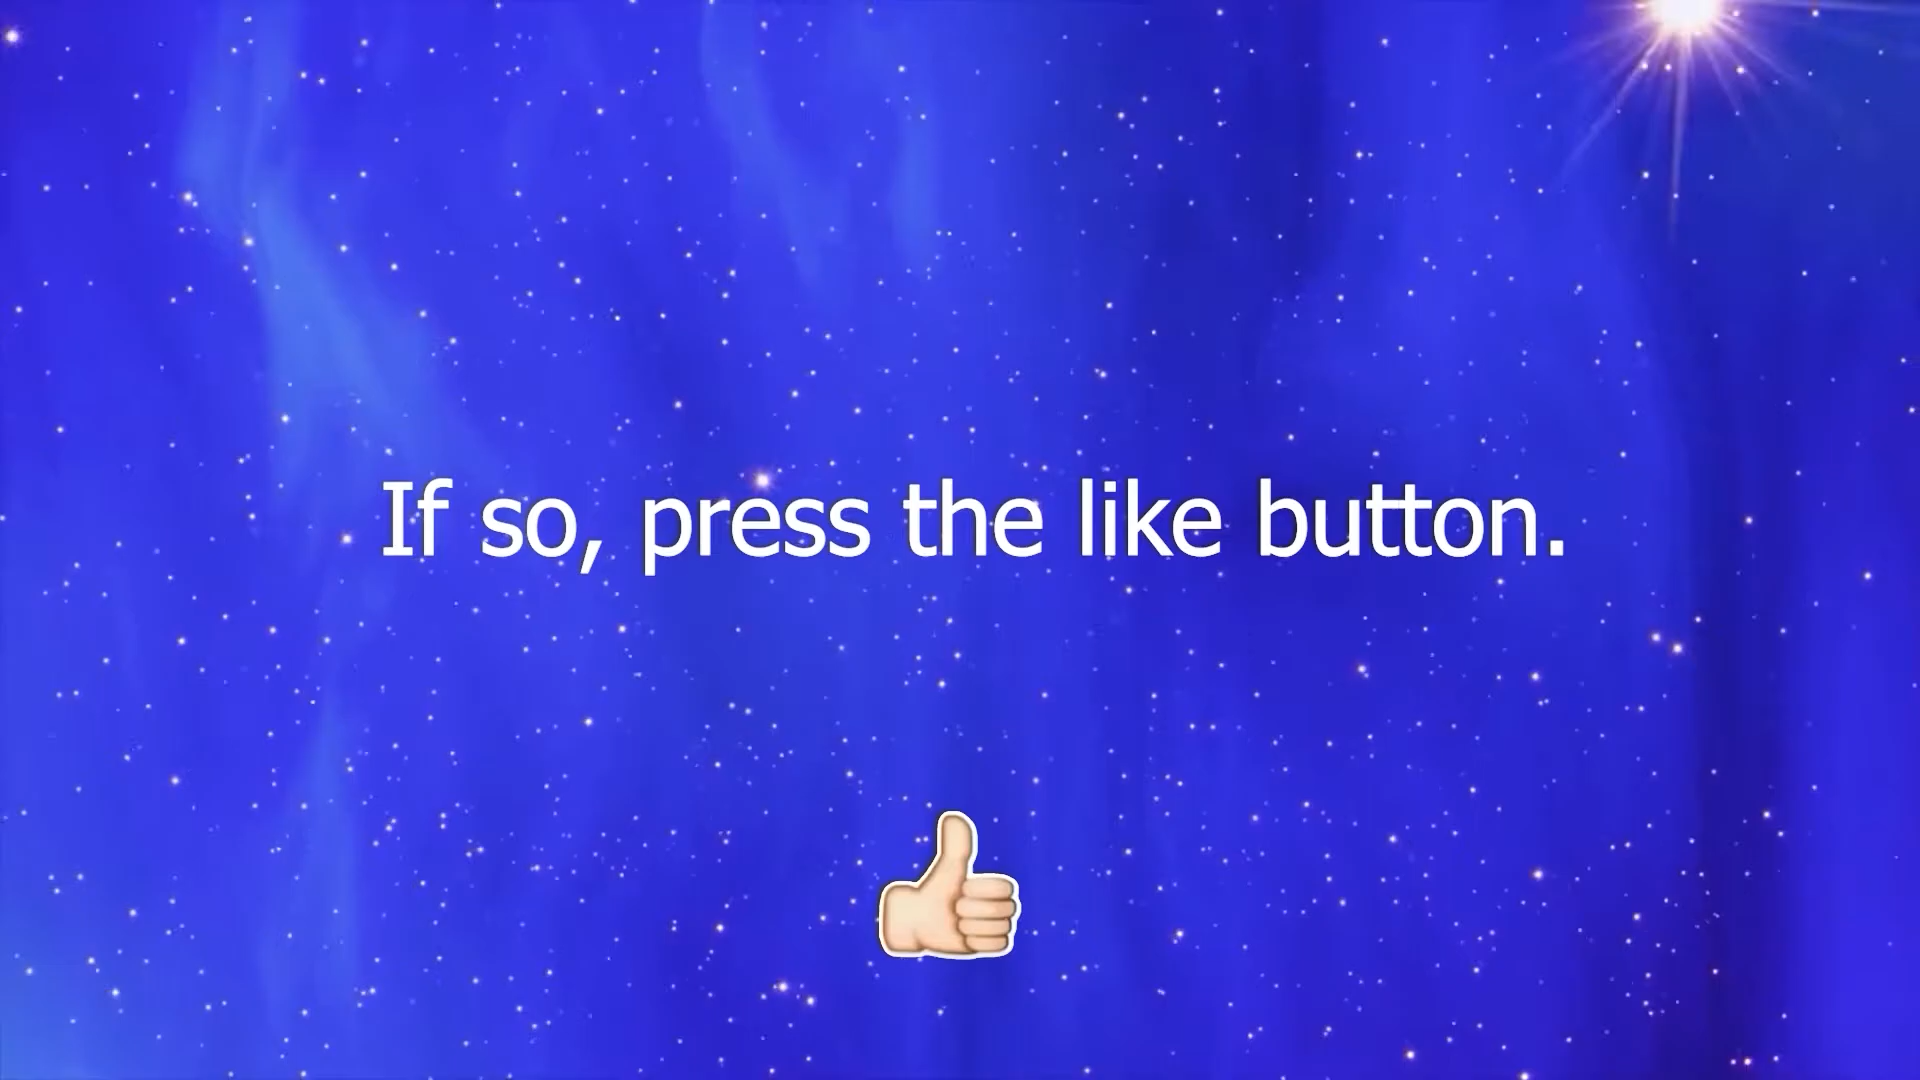 If so, press the like button.